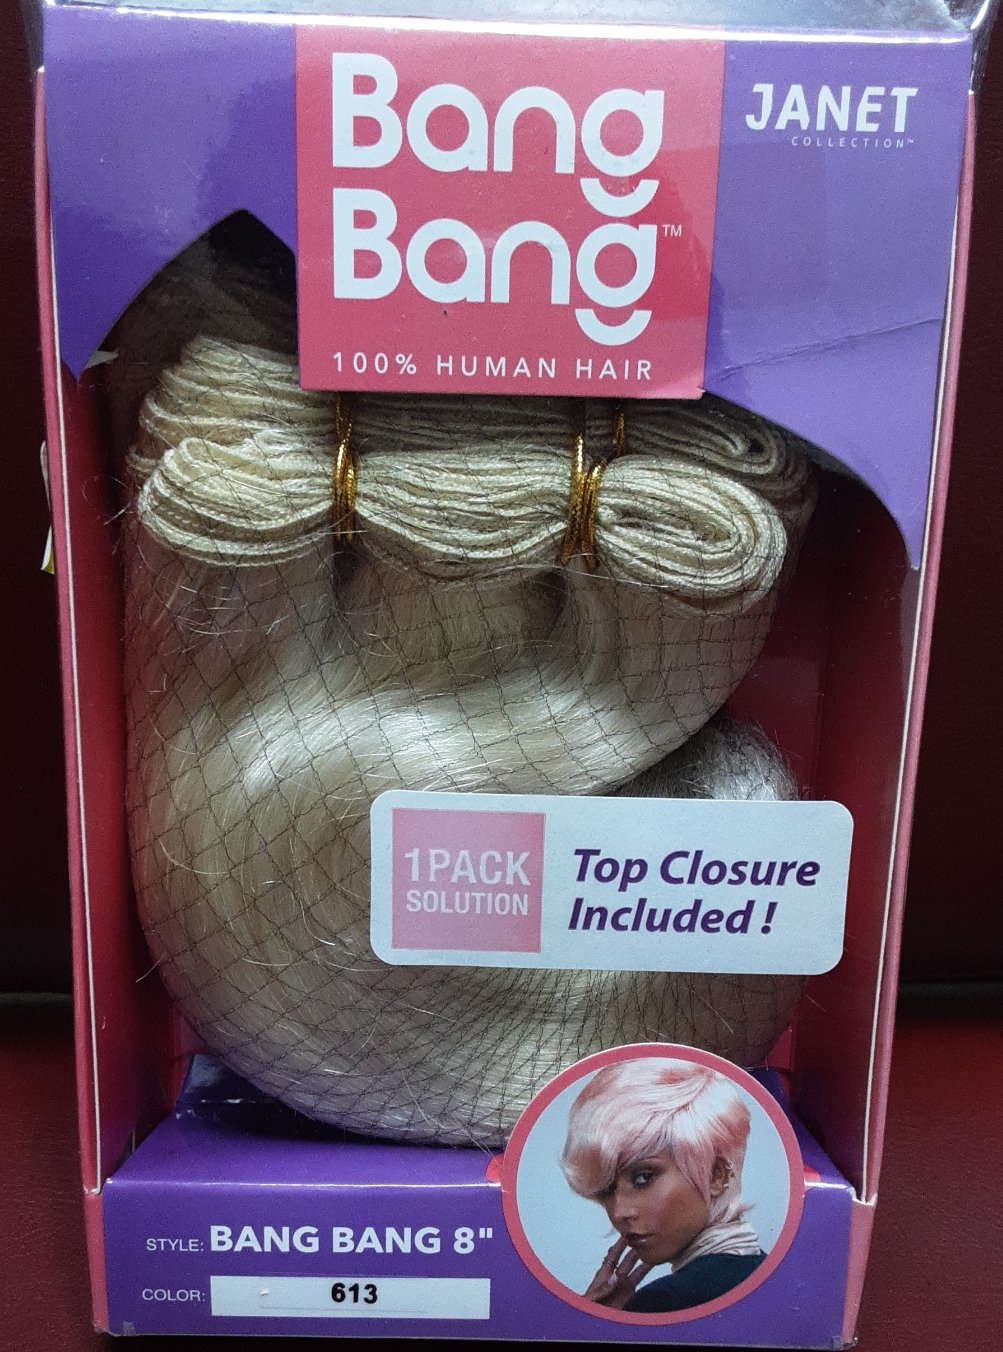 Bang
Bang™
100% HUMAN HAIR
JANET
COLLECTION™
1PACK
SOLUTION
Top Closure
Included !
STYLE: BANG BANG 8"
COLOR: 613